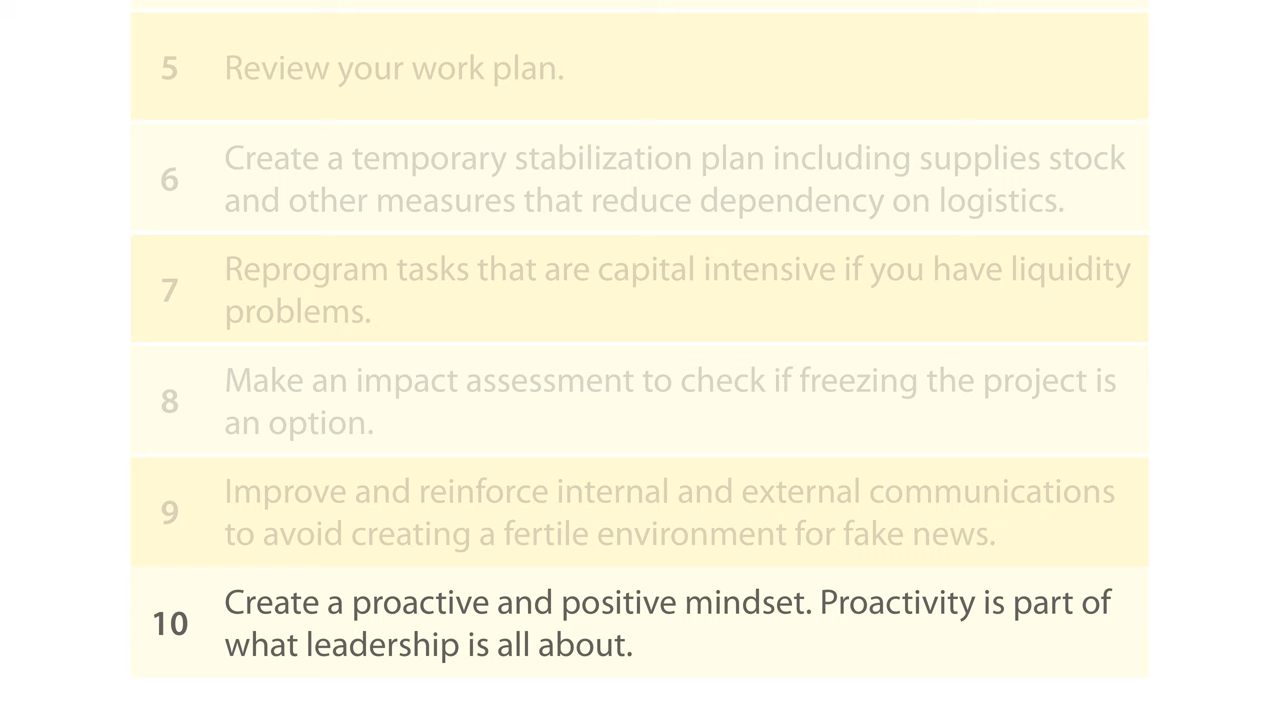 5 Review your work plan.
6 Create a temporary stabilization plan including supplies stock
and other measures that reduce dependency on logistics.
7 Reprogram tasks that are capital intensive if you have liquidity
problems.
8 Make an impact assessment to check if freezing the project is
an option.
9 Improve and reinforce internal and external communications
to avoid creating a fertile environment for fake news.
10 Create a proactive and positive mindset. Proactivity is part of
what leadership is all about.